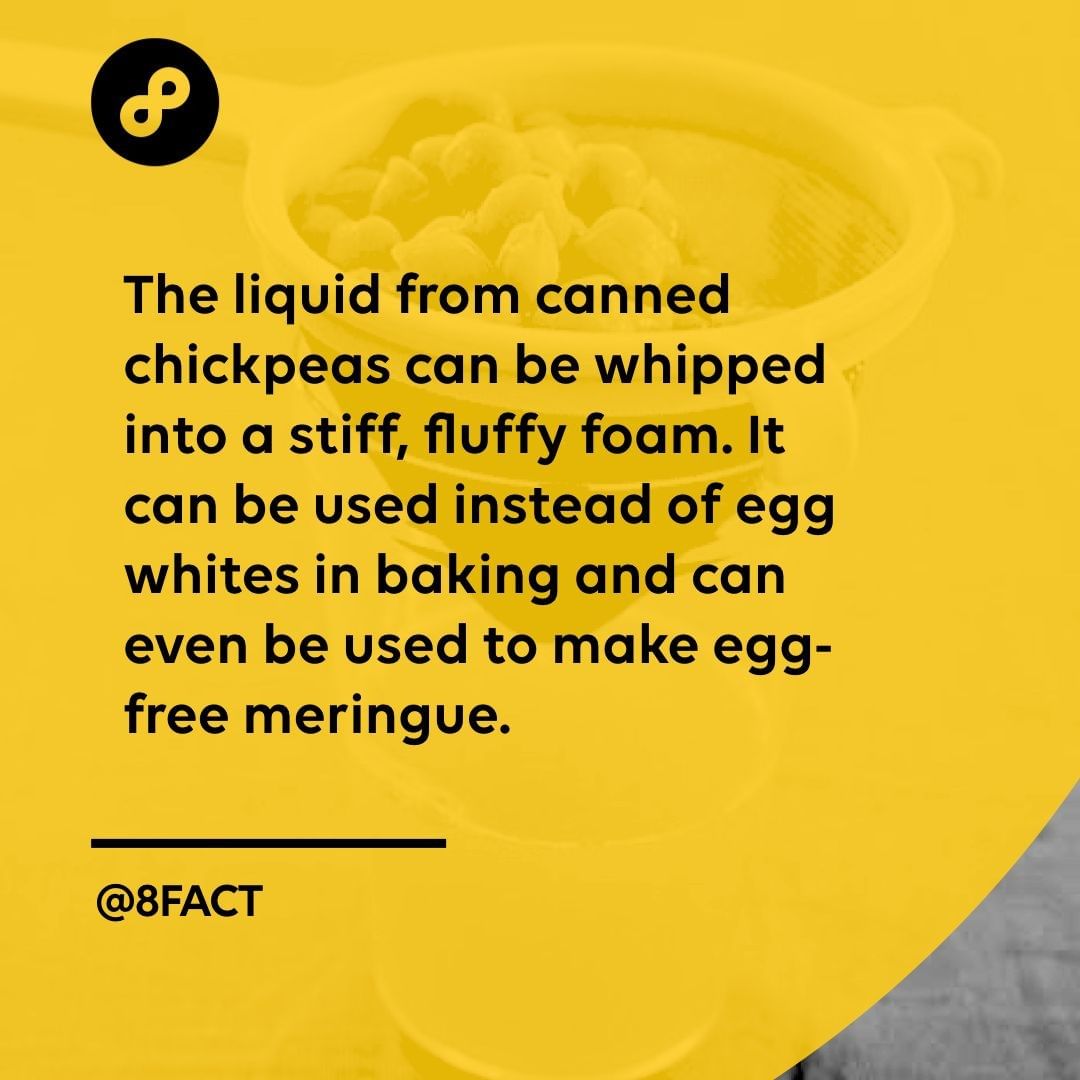 The liquid from canned
chickpeas can be whipped
into a stiff, fluffy foam. It
can be used instead of egg
whites in baking and can
even be used to make egg-
free meringue.
@8FACT